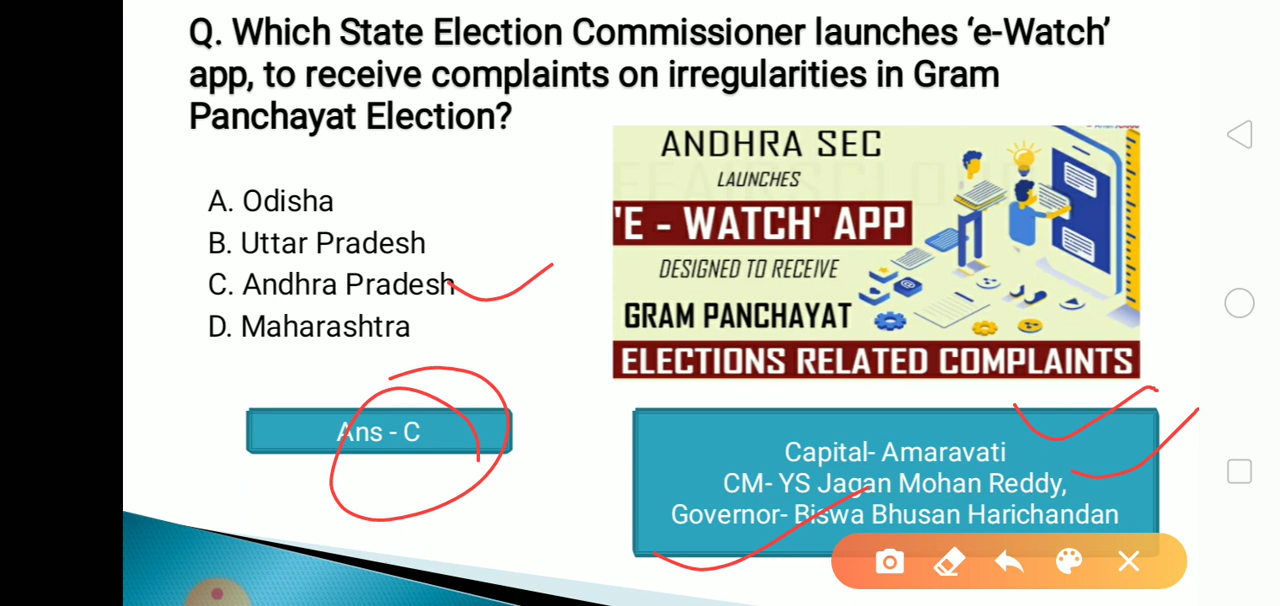 Q. Which State Election Commissioner launches ‘e-Watch’
app, to receive complaints on irregularities in Gram
Panchayat Election?
A. Odisha
B. Uttar Pradesh
C. Andhra Pradesh
D. Maharashtra
Ans - C
ANDHRA SEC
LAUNCHES
'E - WATCH' APP
DESIGNED TO RECEIVE
GRAM PANCHAYAT
ELECTIONS RELATED COMPLAINTS
Capital- Amaravati
CM- YS Jagan Mohan Reddy,
Governor- Biswa Bhusan Harichandan